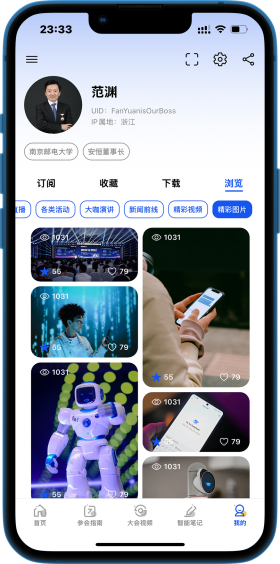 23:33
范渊
UID：FanYuanisOurBoss
IP属地：浙江
南京邮电大学 安恒董事长
订阅 收藏 下载 浏览
直播 各类活动 大咖演讲 新闻前线 精彩视频 精彩图片
1031 1031
55 79
1031
55 79
1031 55 79
1031
55 79
1031
首页 参会指南 大会视频 智能笔记 我的